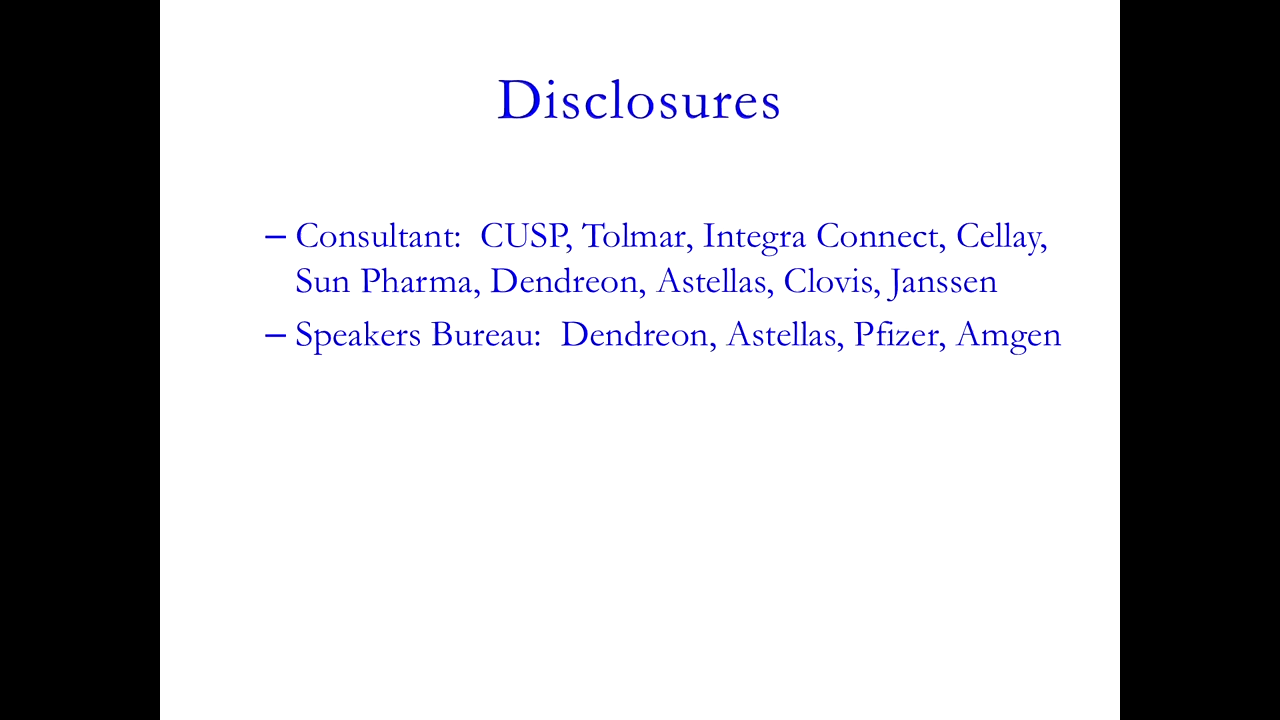 Disclosures
– Consultant:  CUSP, Tolmar, Integra Connect, Cellay,
Sun Pharma, Dendreon, Astellas, Clovis, Janssen
– Speakers Bureau:  Dendreon, Astellas, Pfizer, Amgen